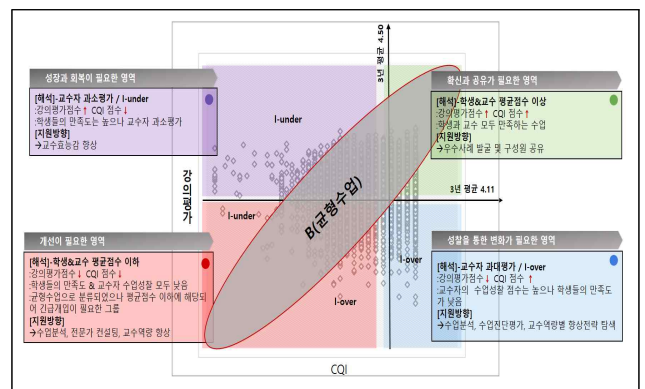 성장과 회복이 필요한 영역
[해석]-교수자 과소평가 / I-under
:강의평가점수↑ CQI 점수↓
:학생들의 만족도는 높으나 교수자 과소평가
[지원방향]
→교수효능감 향상
3년 평균 4.50
확신과 공유가 필요한 영역
[해석]-학생&교수 평균점수 이상
:강의평가점수↑ CQI 점수↑
:학생과 교수 모두 만족하는 수업
[지원방향]
→우수사례 발굴 및 구성원 공유
I-under
강의평가
3년 평균 4.11
B(균형수업)
I-under
개선이 필요한 영역
[해석]-학생&교수 평균점수 이하
:강의평가점수↓ CQI 점수↓
:학생들의 만족도 & 교수자 수업성찰 모두 낮음
:균형수업으로 분류되었으나 평균점수 이하에 해당되
어 긴급개입이 필요한 그룹
[지원방향]
→수업분석, 전문가 컨설팅, 교수역량 향상
성찰을 통한 변화가 필요한 영역
[해석]-교수자 과대평가 / I-over
:강의평가점수↓ CQI 점수↑
:교수자의 수업성찰 점수는 높으나 학생들의 만족도
가 낮음
[지원방향]
→수업분석, 수업진단평가, 교수역량별 향상전략 탐색
I-over
I-over
CQI